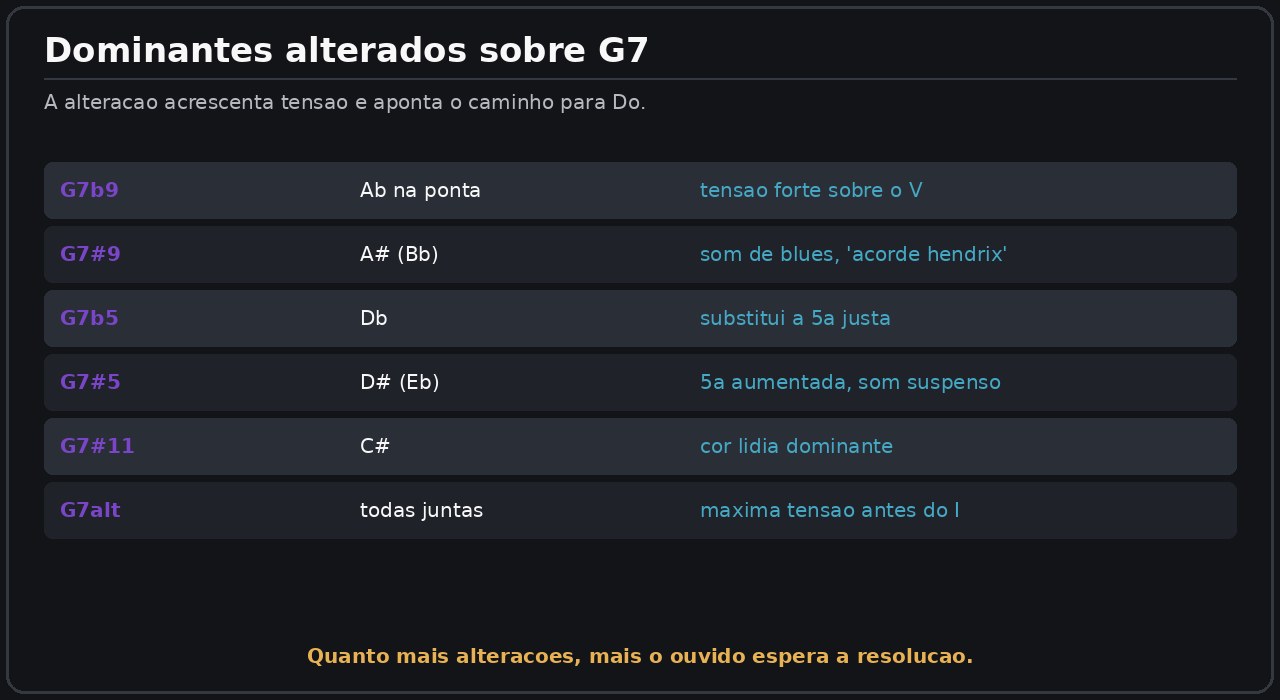 Dominantes alterados sobre G7
A alteracao acrescenta tensao e aponta o caminho para Do.
G7b9 Ab na ponta tensao forte sobre o V
G7#9 A# (Bb) som de blues, 'acorde hendrix'
G7b5 Db substitui a 5a justa
G7#5 D# (Eb) 5a aumentada, som suspenso
G7#11 C# cor lidia dominante
G7alt todas juntas maxima tensao antes do I
Quanto mais alteracoes, mais o ouvido espera a resolucao.